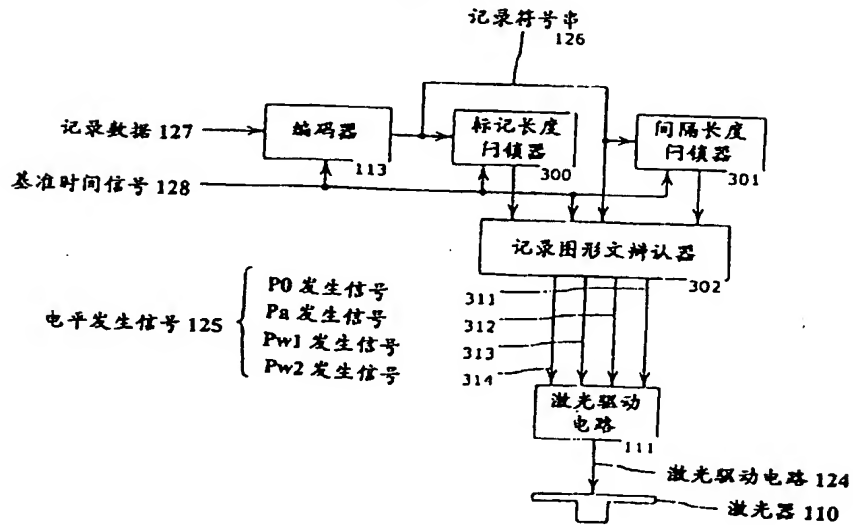 记录符号串
126
记录数据 127
编码器
113
标记长度
闩锁器
300
间隔长度
闩锁器
301
基准时间信号 128
记录图形文辨认器
302
电平发生信号 125
P0 发生信号
Pa 发生信号
Pw1 发生信号
Pw2 发生信号
311
312
313
314
激光驱动
电路
111
激光驱动电路 124
激光器 110